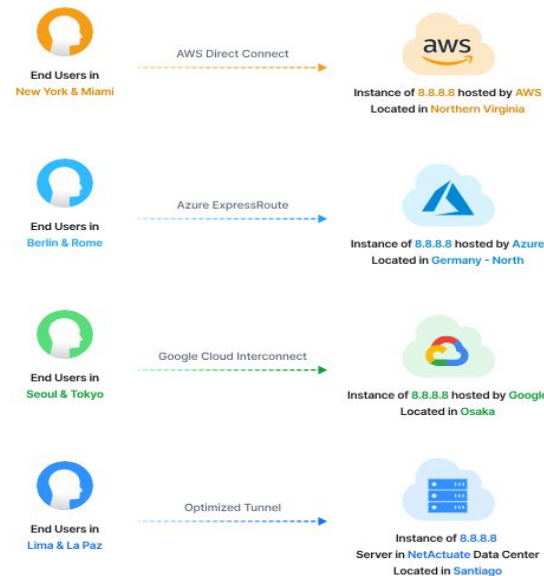 AWS Direct Connect
aws
End Users in
New York & Miami
Instance of 8.8.8.8 hosted by AWS
Located in Northern Virginia
Azure ExpressRoute
End Users in
Berlin & Rome
Instance of 8.8.8.8 hosted by Azure
Located in Germany - North
Google Cloud Interconnect
End Users in
Seoul & Tokyo
Instance of 8.8.8.8 hosted by Google
Located in Osaka
Optimized Tunnel
End Users in
Lima & La Paz
Instance of 8.8.8.8
Server in NetActuate Data Center
Located in Santiago